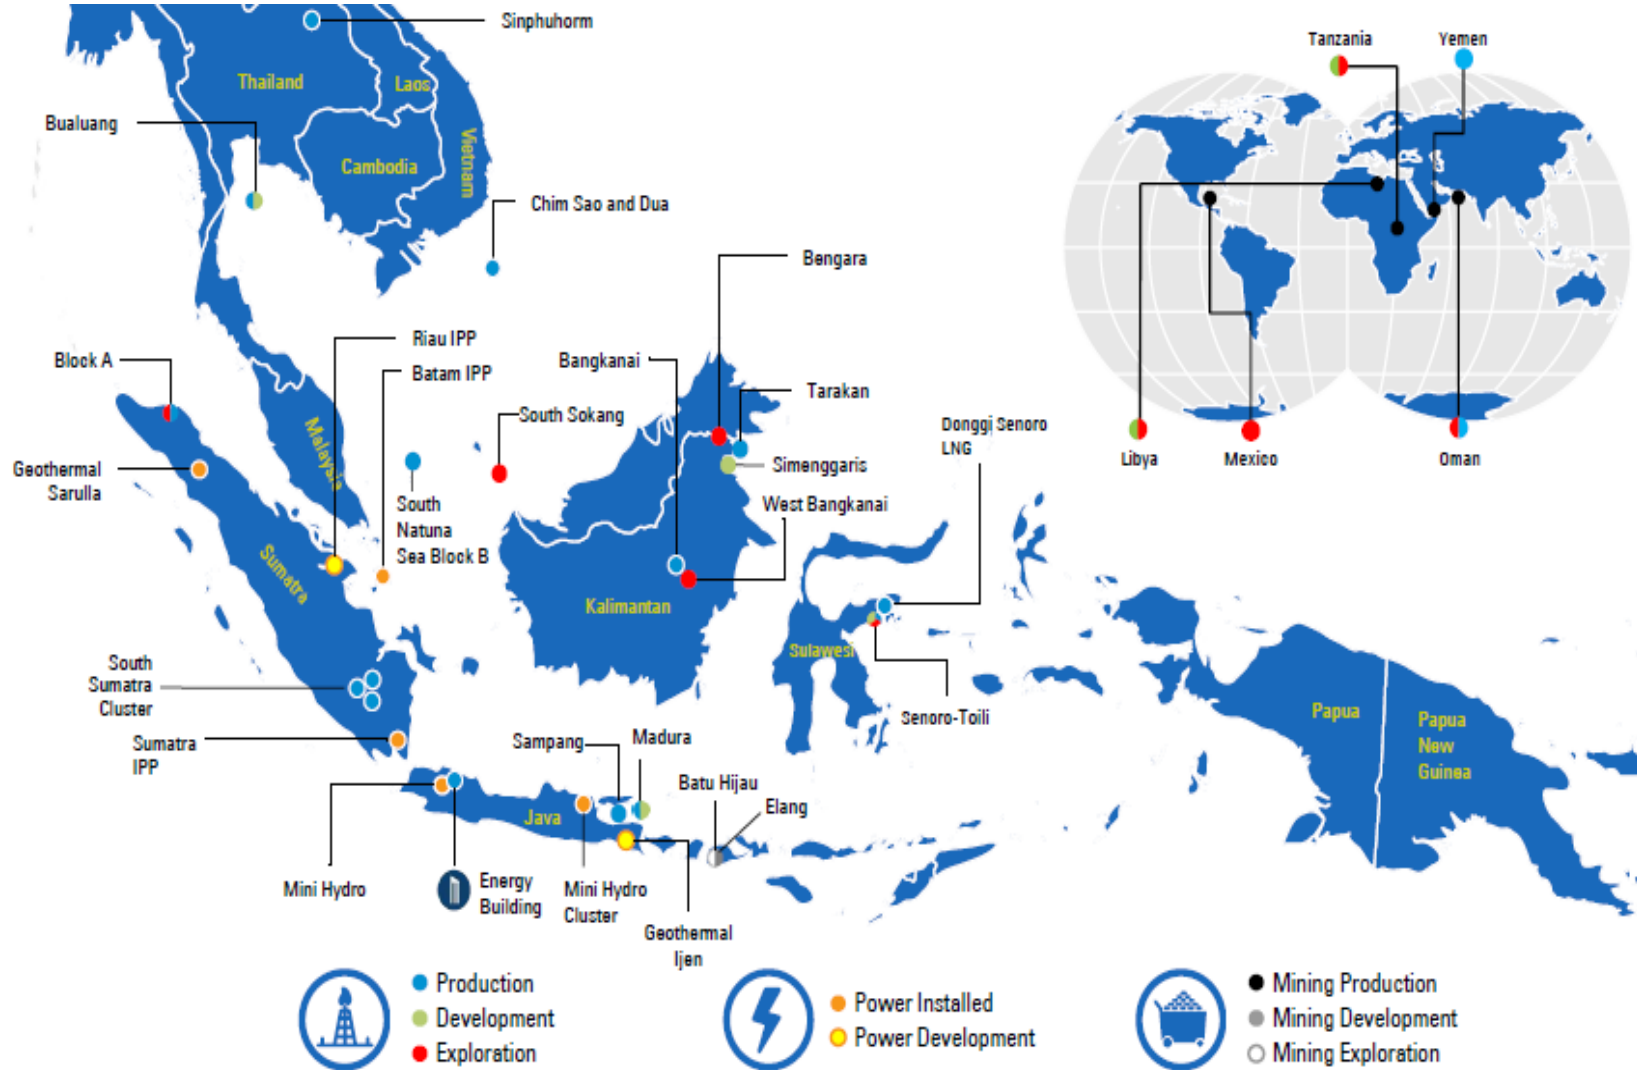 Sinphuhorm
Tanzania
Yemen
Thailand
Laos
Bualuang
Vietnam
Cambodia
Chim Sao and Dua
Bengara
Riau IPP
Block A
Batam IPP
Bangkanai
Tarakan
South Sokang
Malaysia
Donggi Senoro
LNG
Libya
Mexico
Oman
Geothermal
Sarulla
Simenggaris
South
Natuna
Sea Block B
West Bangkanai
Sumatra
Kalimantan
Sulawesi
South
Sumatra
Cluster
Senoro-Toili
Papua
Papua
New
Guinea
Sumatra
IPP
Sampang
Madura
Batu Hijau
Elang
Java
Mini Hydro
Energy
Building
Mini Hydro
Cluster
Geothermal
Ijen
Production
Development
Exploration
Power Installed
Power Development
Mining Production
Mining Development
Mining Exploration